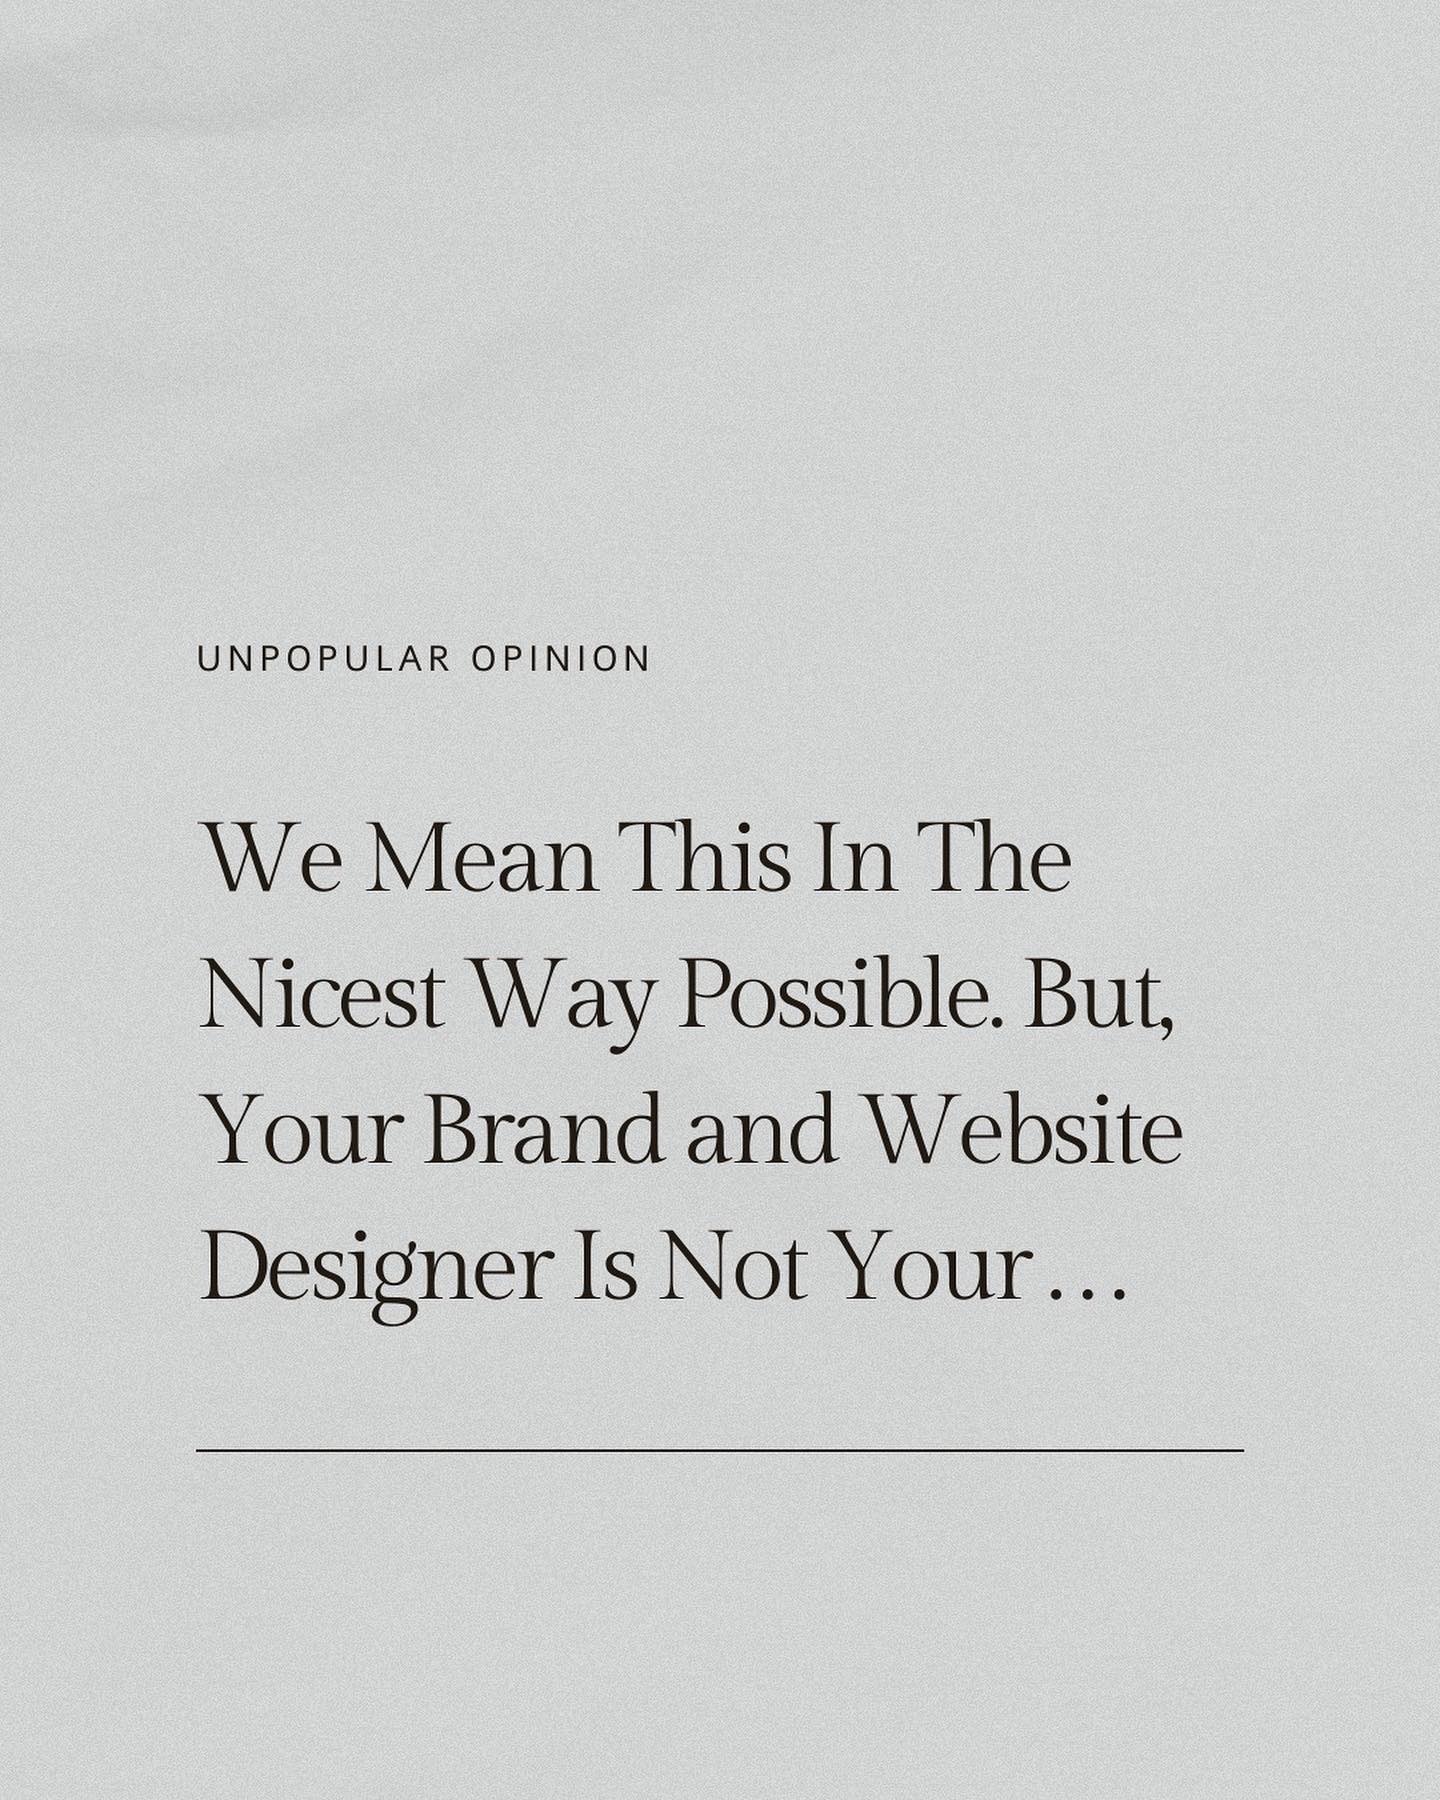 UNPOPULAR OPINION
We Mean This In The
Nicest Way Possible. But,
Your Brand and Website
Designer Is Not Your . . .